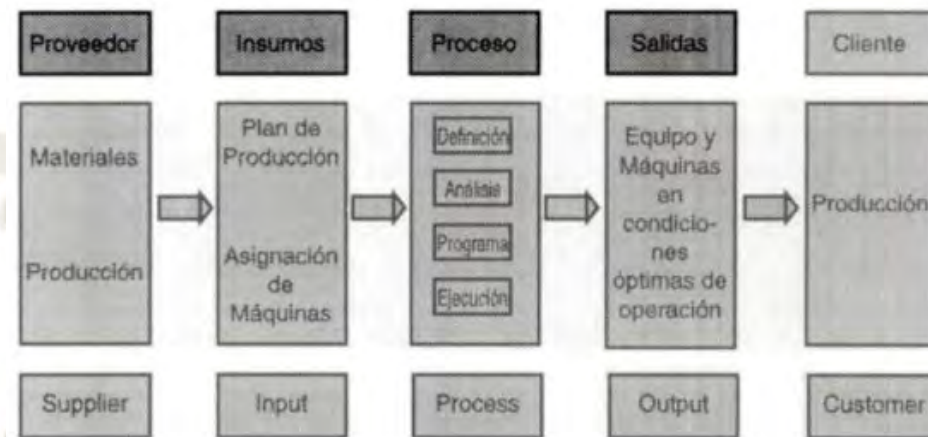 Proveedor
Insumos
Proceso
Salidas
Cliente
Materiales
Producción
Plan de
Producción
Asignación
de
Máquinas
Definición
Análisis
Programa
Ejecución
Equipo y
Máquinas
en
condicio-
nes
óptimas de
operación
Producción
Supplier
Input
Process
Output
Customer